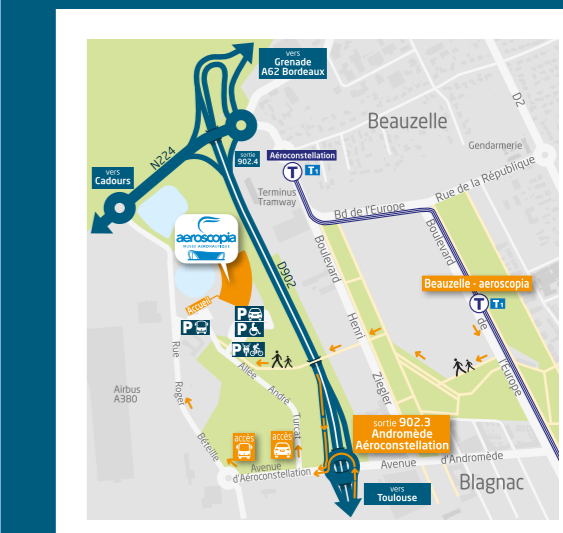 vers
Grenade
A62 Bordeaux
Beauzelle
D2
Gendarmerie
N224
sortie
902.4
Aéroconstellation
T T1
vers
Cadours
Rue de la République
Terminus
Tramway
Bd de l'Europe
aeroscopia
MUSÉE AÉRONAUTIQUE
Boulevard
Boulevard
D902
Beauzelle - aeroscopia
T T1
Accueil
P
P
P
P
Henri
de
Rue
Allée
l'Europe
Airbus
A380
Roger
André
Ziegler
Turcat
sortie 902.3
Andromède
Aéroconstellation
Béteille
accès
accès
Avenue
d'Aéroconstellation
Avenue
d'Andromède
Blagnac
vers
Toulouse